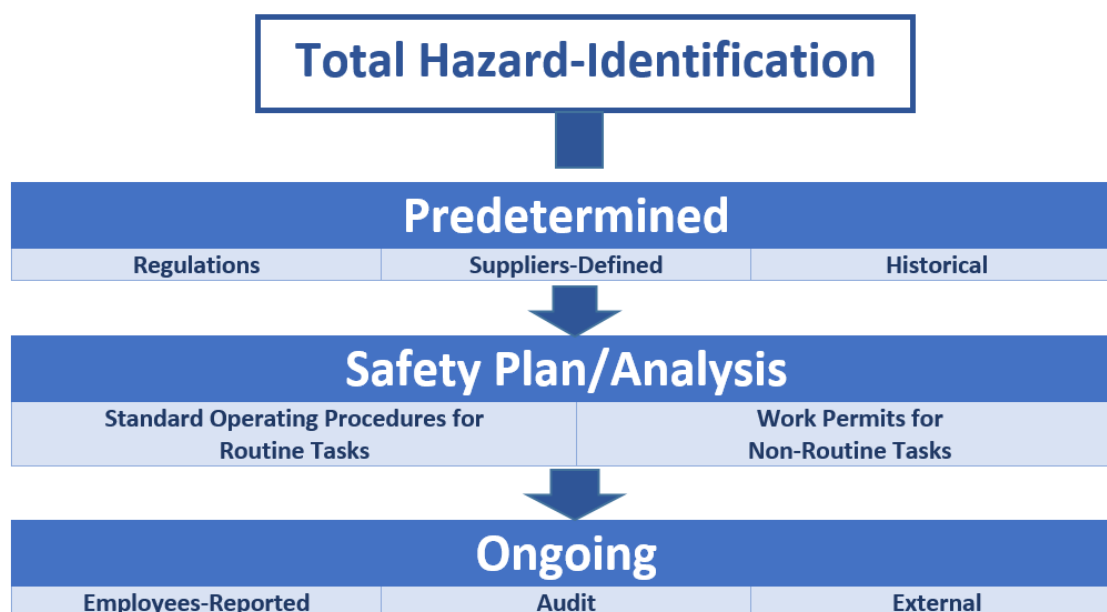 Total Hazard-Identification
Predetermined
Regulations
Suppliers-Defined
Historical
Safety Plan/Analysis
Standard Operating Procedures for
Routine Tasks
Work Permits for
Non-Routine Tasks
Ongoing
Employees-Reported
Audit
External